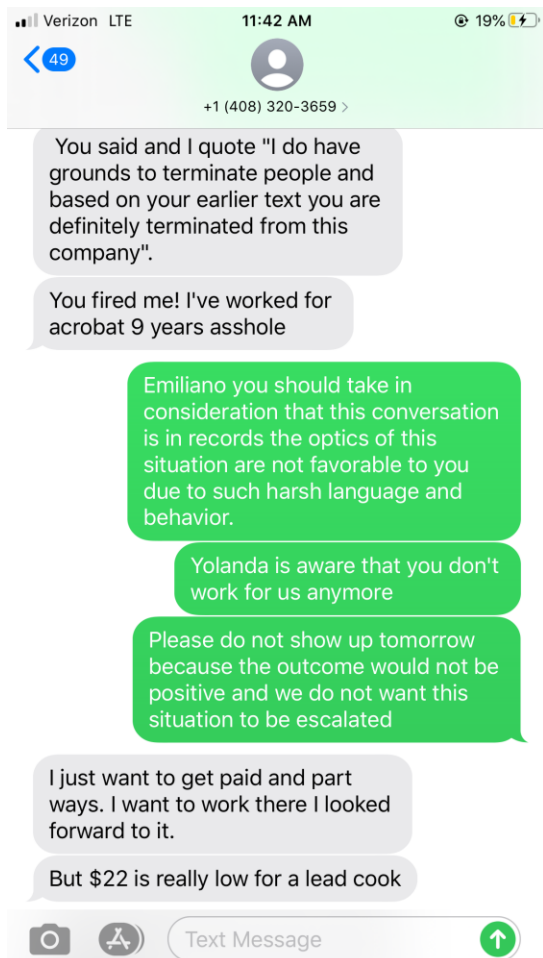 Verizon LTE 11:42 AM 19%
49
+1 (408) 320-3659 >
You said and I quote "I do have
grounds to terminate people and
based on your earlier text you are
definitely terminated from this
company".
You fired me! I've worked for
acrobat 9 years asshole
Emiliano you should take in
consideration that this conversation
is in records the optics of this
situation are not favorable to you
due to such harsh language and
behavior.
Yolanda is aware that you don't
work for us anymore
Please do not show up tomorrow
because the outcome would not be
positive and we do not want this
situation to be escalated
I just want to get paid and part
ways. I want to work there I looked
forward to it.
But $22 is really low for a lead cook
Text Message